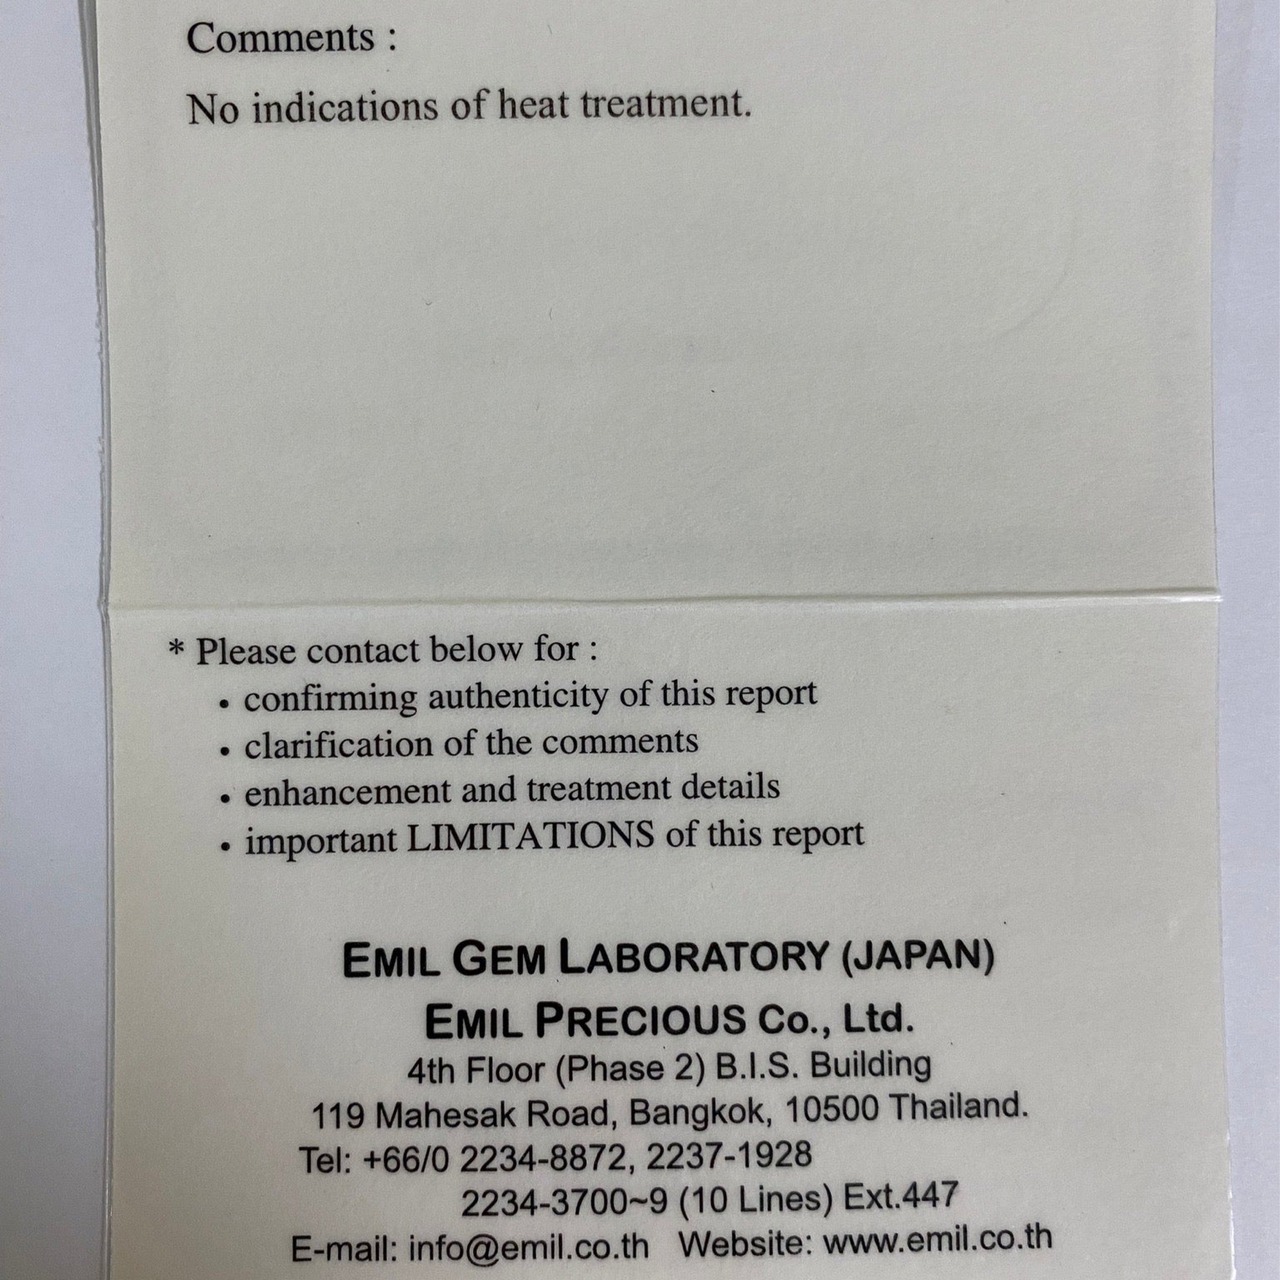 Comments :
No indications of heat treatment.
* Please contact below for :
• confirming authenticity of this report
• clarification of the comments
• enhancement and treatment details
• important LIMITATIONS of this report
EMIL GEM LABORATORY (JAPAN)
EMIL PRECIOUS Co., Ltd.
4th Floor (Phase 2) B.I.S. Building
119 Mahesak Road, Bangkok, 10500 Thailand.
Tel: +66/0 2234-8872, 2237-1928
2234-3700~9 (10 Lines) Ext.447
E-mail: info@emil.co.th Website: www.emil.co.th